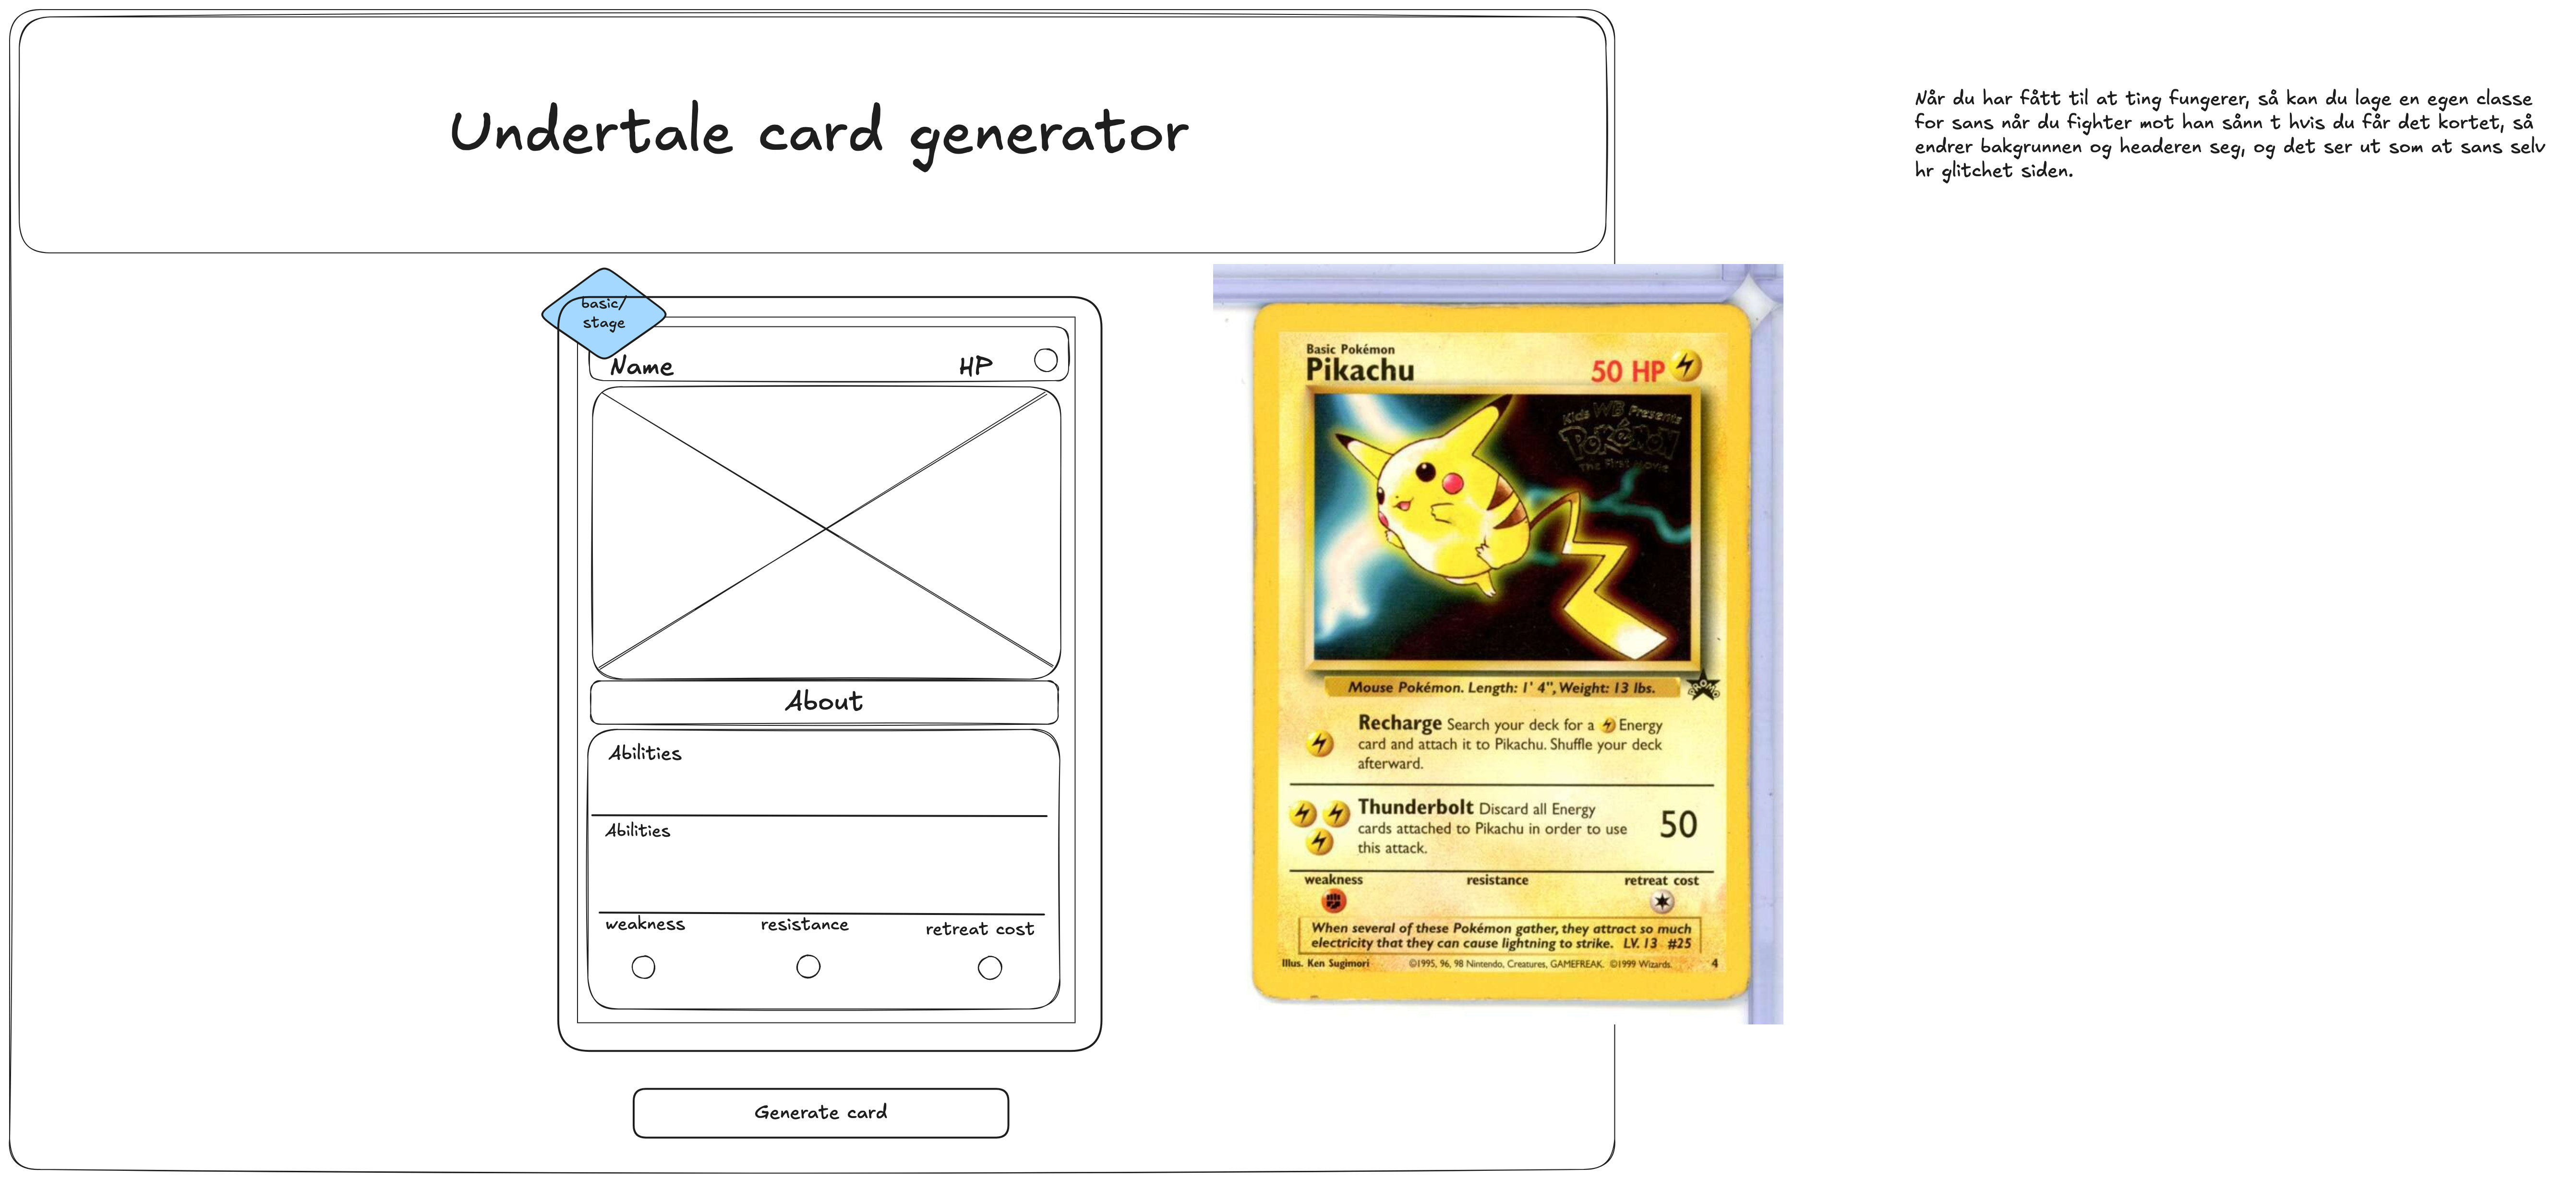 Undertale card generator
Når du har fått til at ting fungerer, så kan du lage en egen classe
for sans når du fighter mot han sånn t hvis du får det kortet, så
endrer bakgrunnen og headeren seg, og det ser ut som at sans selv
hr glitchet siden.
basic/
stage
Name
HP
About
Abilities
Abilities
weakness
resistance
retreat cost
Generate card
Basic Pokémon
Pikachu
50 HP
Kids WB Presents
POKéMON
The First Movie
Mouse Pokémon. Length: 1' 4", Weight: 13 lbs.
PROMO
Recharge Search your deck for a Energy
card and attach it to Pikachu. Shuffle your deck
afterward.
Thunderbolt Discard all Energy
cards attached to Pikachu in order to use
this attack.
50
weakness
resistance
retreat cost
When several of these Pokémon gather, they attract so much
electricity that they can cause lightning to strike. LV. 13 #25
Illus. Ken Sugimori
©1995, 96, 98 Nintendo, Creatures, GAMEFREAK. ©1999 Wizards.
4